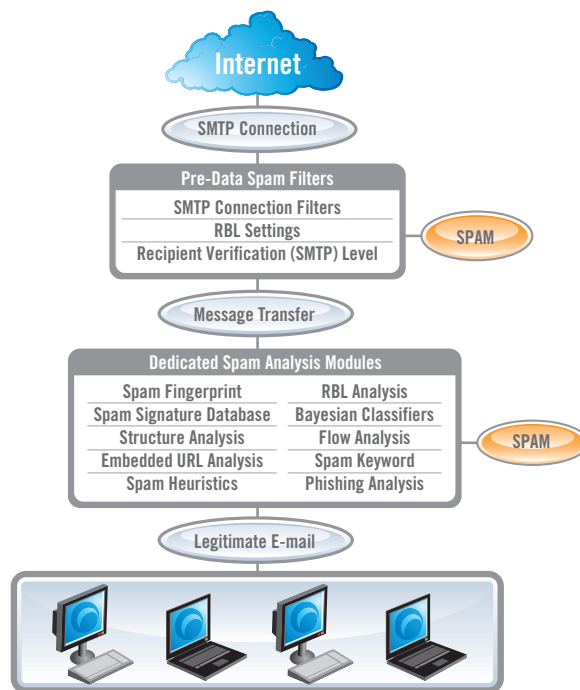 Internet
SMTP Connection
Pre-Data Spam Filters
SMTP Connection Filters
RBL Settings
Recipient Verification (SMTP) Level
SPAM
Message Transfer
Dedicated Spam Analysis Modules
Spam Fingerprint
Spam Signature Database
Structure Analysis
Embedded URL Analysis
Spam Heuristics
RBL Analysis
Bayesian Classifiers
Flow Analysis
Spam Keyword
Phishing Analysis
SPAM
Legitimate E-mail